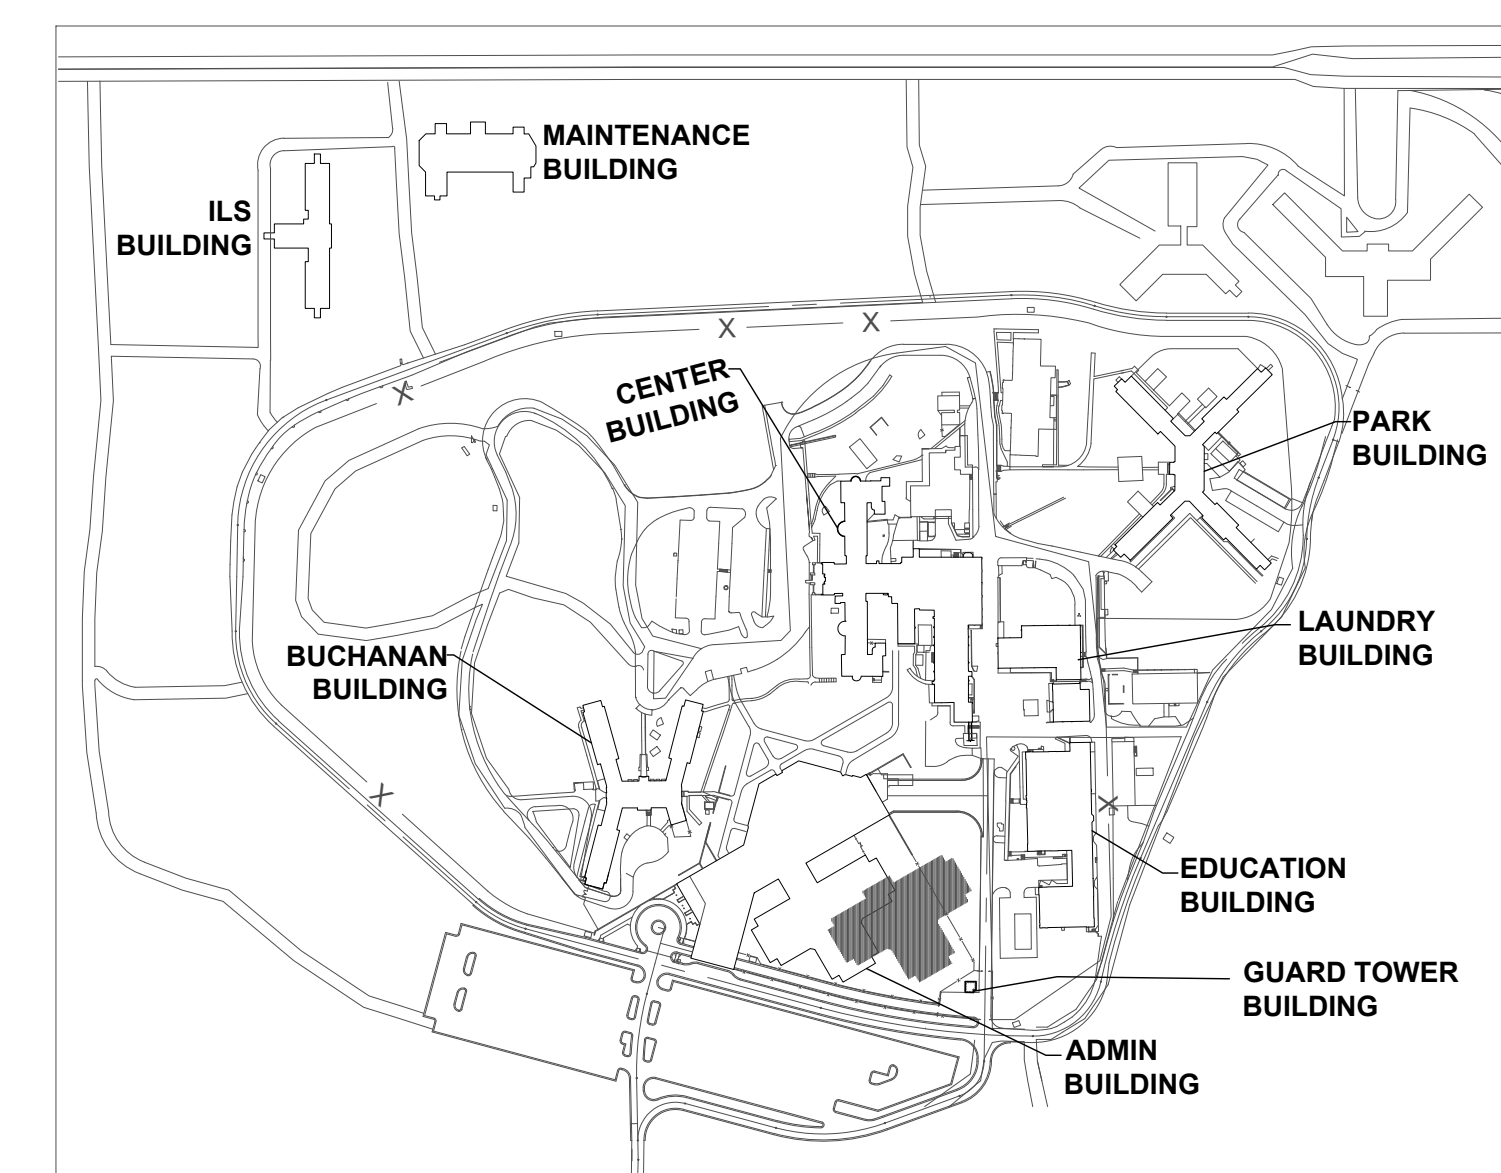 MAINTENANCE
BUILDING
ILS
BUILDING
X
X
X
CENTER
BUILDING
PARK
BUILDING
LAUNDRY
BUILDING
BUCHANAN
BUILDING
X
X
EDUCATION
BUILDING
GUARD TOWER
BUILDING
ADMIN
BUILDING